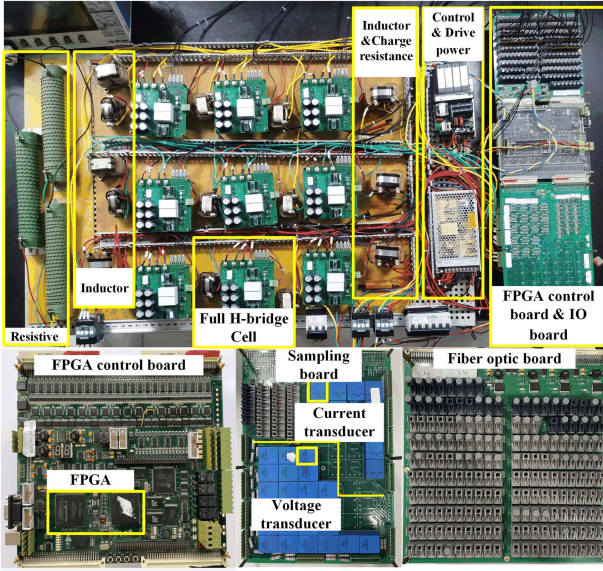 Inductor
&Charge
resistance
Control
& Drive
power
Resistive
Inductor
Full H-bridge
Cell
FPGA control
board & IO
board
FPGA control board
FPGA
Sampling
board
Current
transducer
Voltage
transducer
Fiber optic board